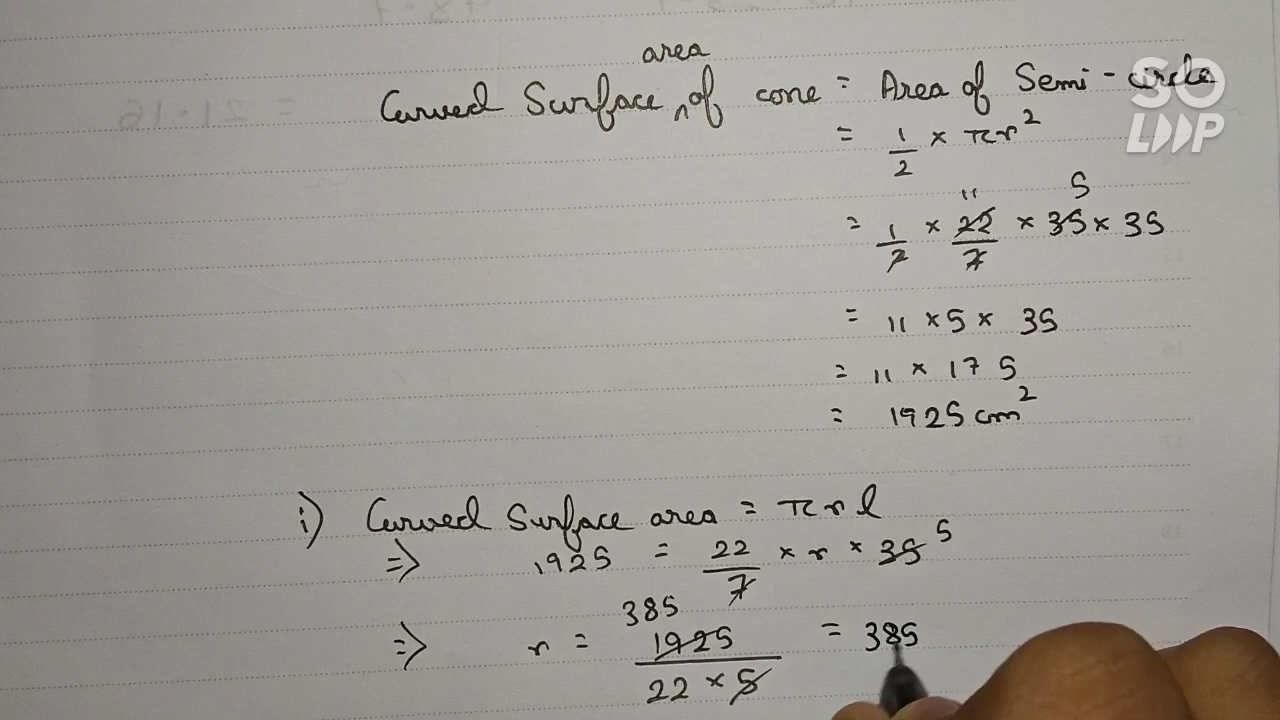 SO
LOOP
area
Curved Surface ∧ of cone = Area of Semi-circle
= 1/2 × πr²
11 5
= 1/2 × 22/7 × 35 × 35
= 11 × 5 × 35
= 11 × 175
= 1925 cm²
i) Curved Surface area = πrl
⇒ 1925 = 22/7 × r × 35 5
385
⇒ r = 1925/22 × 5 = 385